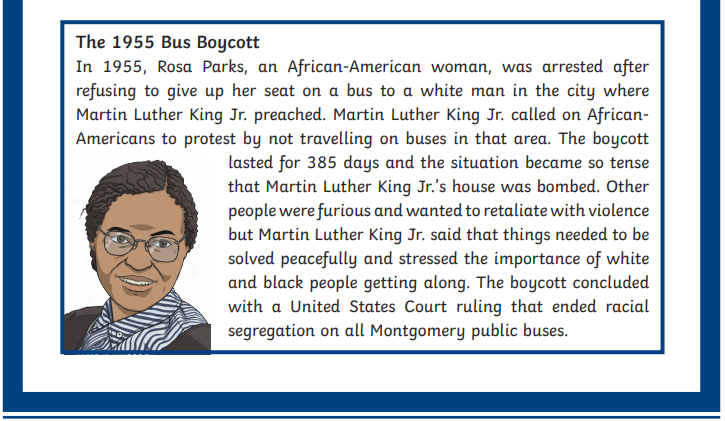 The 1955 Bus Boycott
In 1955, Rosa Parks, an African-American woman, was arrested after
refusing to give up her seat on a bus to a white man in the city where
Martin Luther King Jr. preached. Martin Luther King Jr. called on African-
Americans to protest by not travelling on buses in that area. The boycott
lasted for 385 days and the situation became so tense
that Martin Luther King Jr.’s house was bombed. Other
people were furious and wanted to retaliate with violence
but Martin Luther King Jr. said that things needed to be
solved peacefully and stressed the importance of white
and black people getting along. The boycott concluded
with a United States Court ruling that ended racial
segregation on all Montgomery public buses.